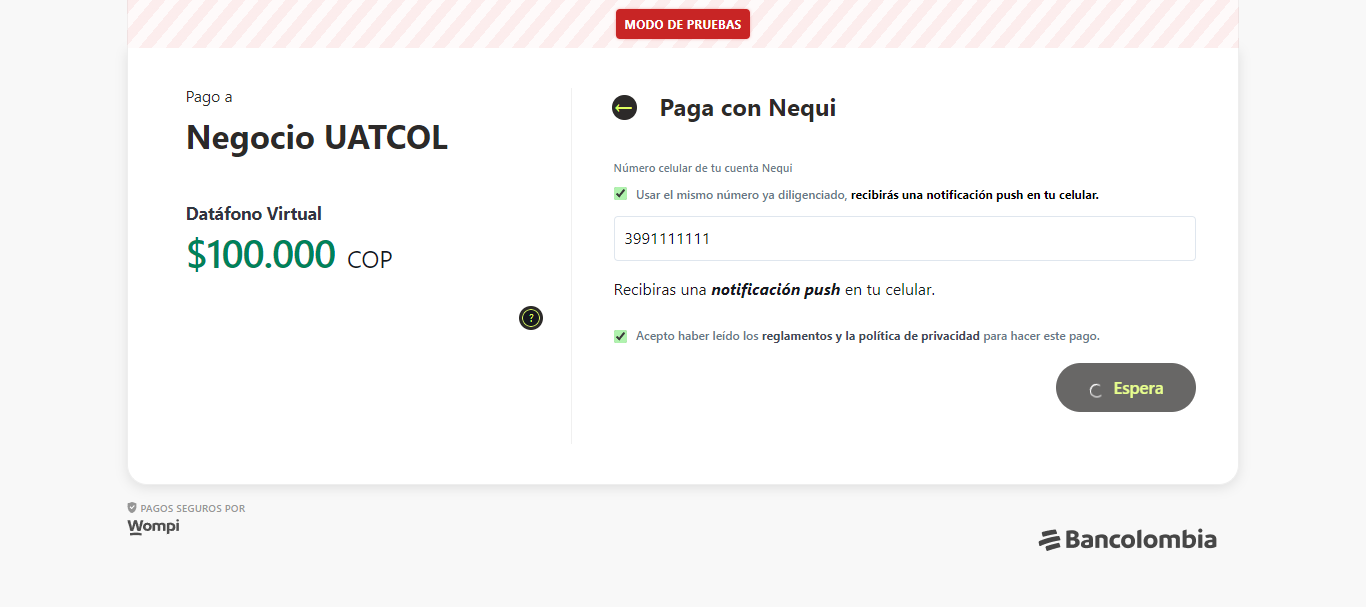 MODO DE PRUEBAS
Pago a
Negocio UATCOL
Datáfono Virtual
$100.000 COP
?
Paga con Nequi
Número celular de tu cuenta Nequi
Usar el mismo número ya diligenciado, recibirás una notificación push en tu celular.
3991111111
Recibiras una notificación push en tu celular.
Acepto haber leído los reglamentos y la política de privacidad para hacer este pago.
Espera
PAGOS SEGUROS POR
Wompi
Bancolombia